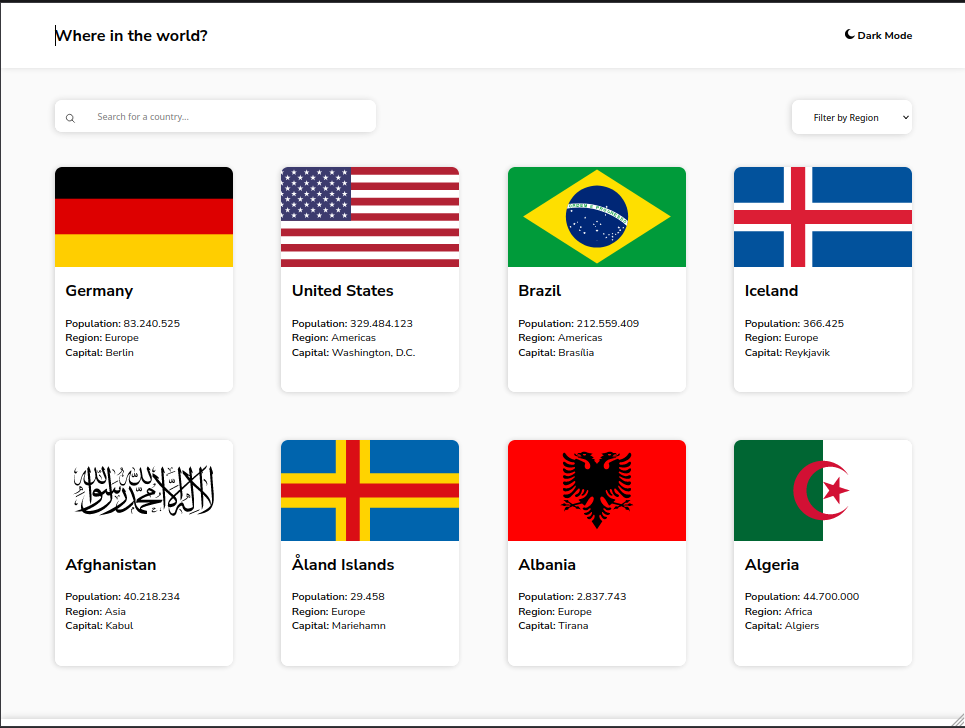 Where in the world?
Dark Mode
Search for a country...
Filter by Region
Germany
Population: 83.240.525
Region: Europe
Capital: Berlin
United States
Population: 329.484.123
Region: Americas
Capital: Washington, D.C.
Brazil
Population: 212.559.409
Region: Americas
Capital: Brasília
Iceland
Population: 366.425
Region: Europe
Capital: Reykjavik
لا إله إلا الله محمد رسول الله
Afghanistan
Population: 40.218.234
Region: Asia
Capital: Kabul
Åland Islands
Population: 29.458
Region: Europe
Capital: Mariehamn
Albania
Population: 2.837.743
Region: Europe
Capital: Tirana
Algeria
Population: 44.700.000
Region: Africa
Capital: Algiers